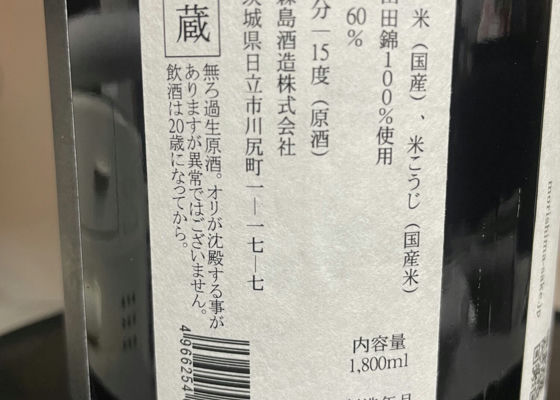 米(国産)、米こうじ(国産米)
田錦100%使用
60%
分 15度(原酒)
森島酒造株式会社
茨城県日立市川尻町一―一七―七
蔵
無ろ過生原酒。オリが沈殿する事が
ありますが異常ではございません。
飲酒は20歳になってから。
内容量
1,800ml
4966254
morishima-sake.jp